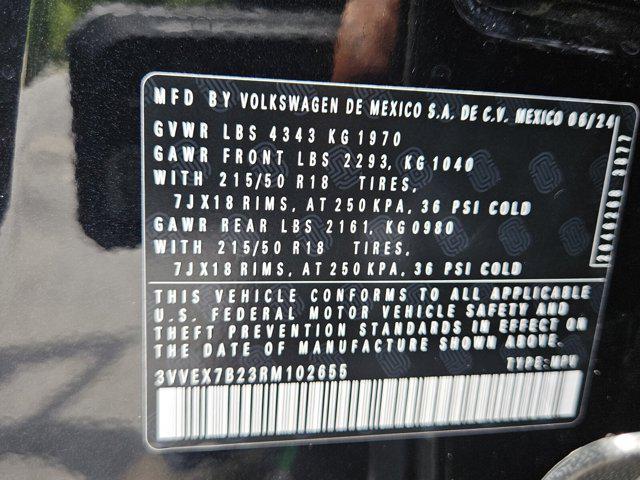 MFD BY VOLKSWAGEN DE MEXICO S.A. DE C.V. MEXICO 06/24
GVWR LBS 4343 KG 1970
GAWR FRONT LBS 2293, KG 1040
WITH 215/50 R18 TIRES,
7JX18 RIMS, AT 250 KPA, 36 PSI COLD
GAWR REAR LBS 2161, KG 0980
WITH 215/50 R18 TIRES,
7JX18 RIMS, AT 250 KPA, 36 PSI COLD
THIS VEHICLE CONFORMS TO ALL APPLICABLE
U.S. FEDERAL MOTOR VEHICLE SAFETY AND
THEFT PREVENTION STANDARDS IN EFFECT ON
THE DATE OF MANUFACTURE SHOWN ABOVE.
3VVEX7B23RM102655 TYPE:MPV